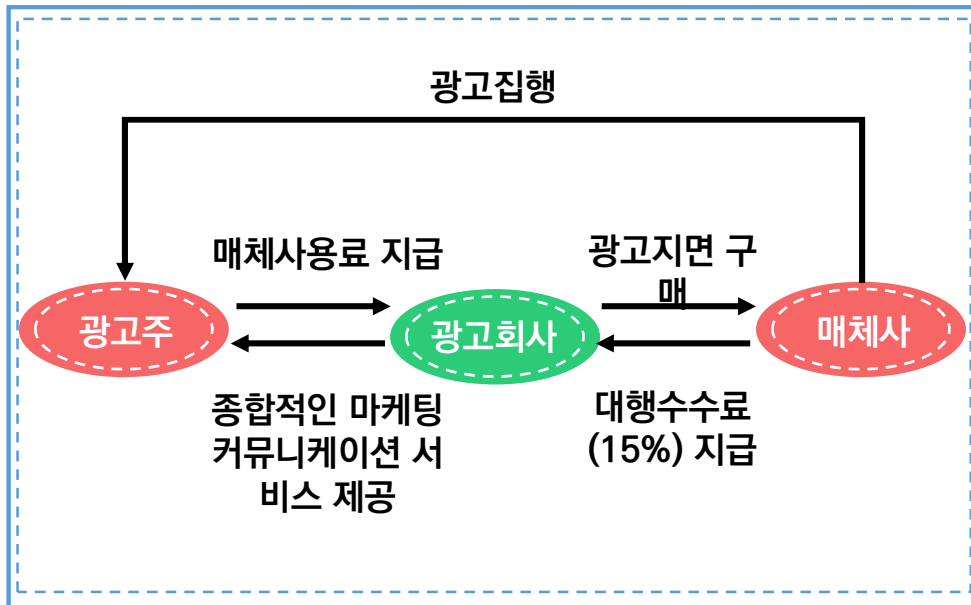 광고집행
매체사용료 지급
광고지면 구
매
광고주
광고회사
매체사
종합적인 마케팅
커뮤니케이션 서
비스 제공
대행수수료
(15%) 지급